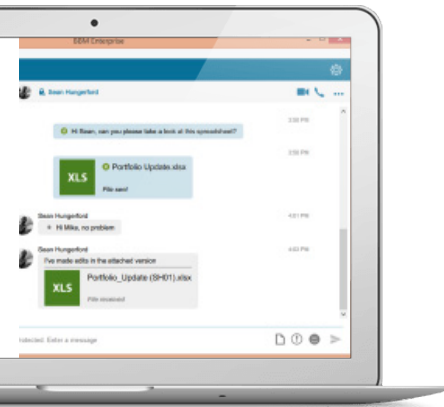 BBM Enterprise
Sean Hungerford
3:50 PM
Hi Sean, can you please take a look at this spreadsheet?
3:50 PM
XLS
Portfolio Update.xlsx
File sent
Sean Hungerford
4:01 PM
Hi Mike, no problem
Sean Hungerford
4:03 PM
I've made edits in the attached version
XLS
Portfolio_Update (SH01).xlsx
File received
Enter a message